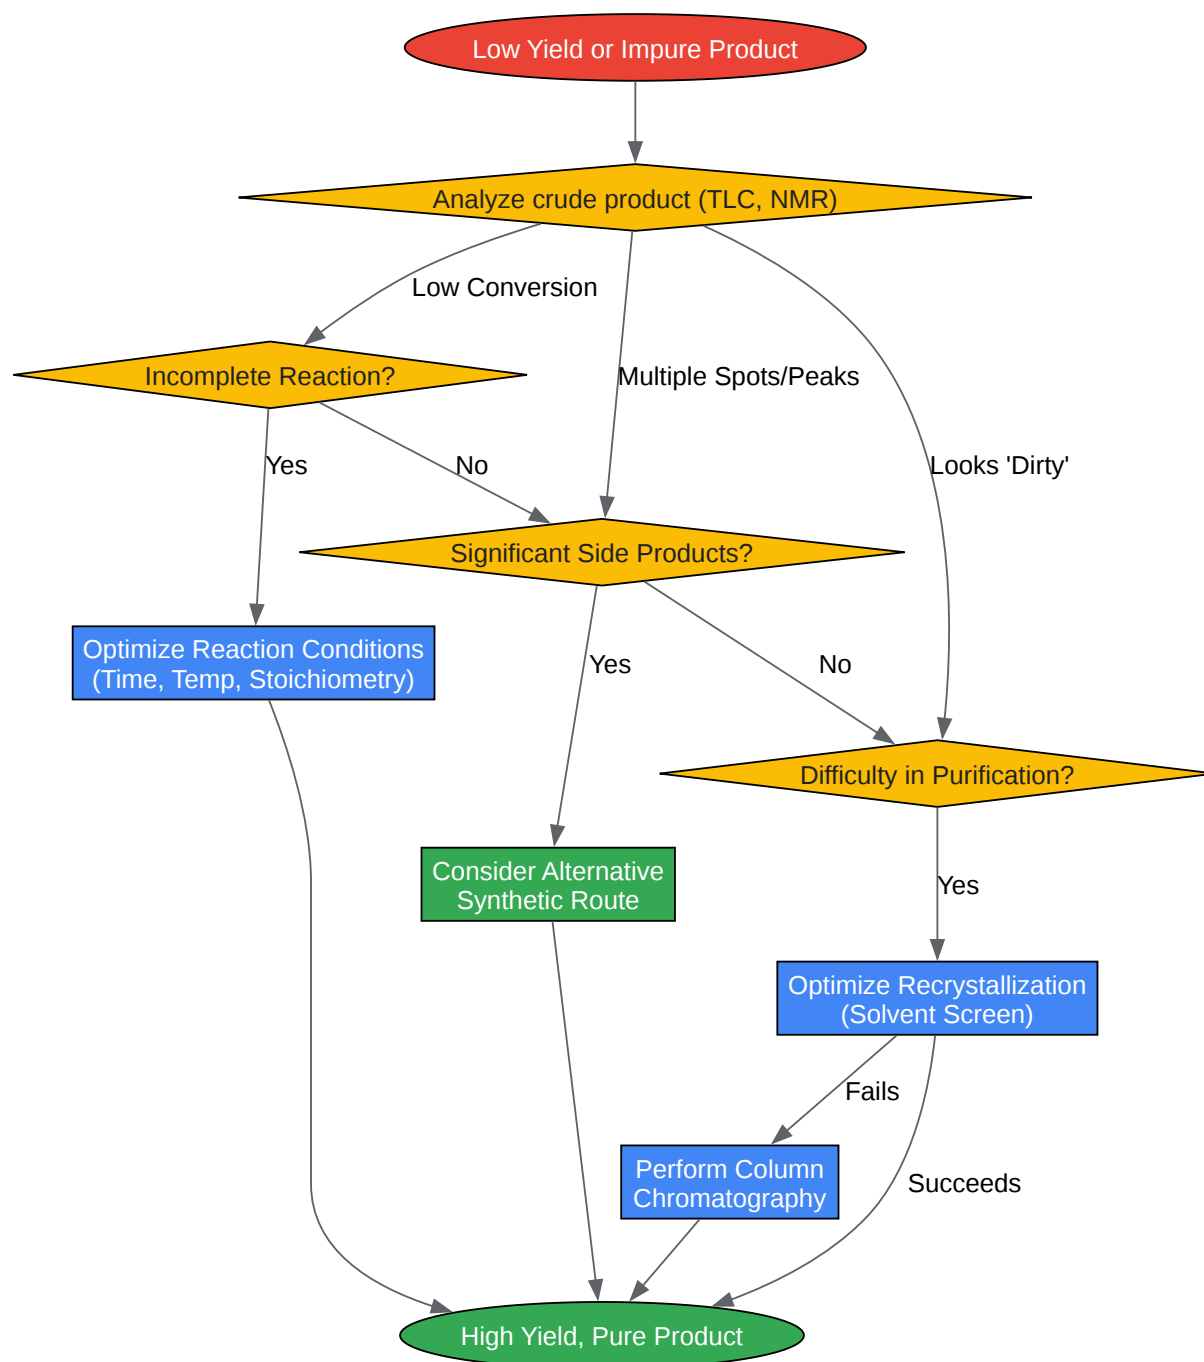 Low Yield or Impure Product
Analyze crude product (TLC, NMR)
Low Conversion
Incomplete Reaction?
Multiple Spots/Peaks
Yes
No
Looks 'Dirty'
Significant Side Products?
Optimize Reaction Conditions
(Time, Temp, Stoichiometry)
Yes
No
Difficulty in Purification?
Consider Alternative
Synthetic Route
Yes
Optimize Recrystallization
(Solvent Screen)
Fails
Perform Column
Chromatography
Succeeds
High Yield, Pure Product